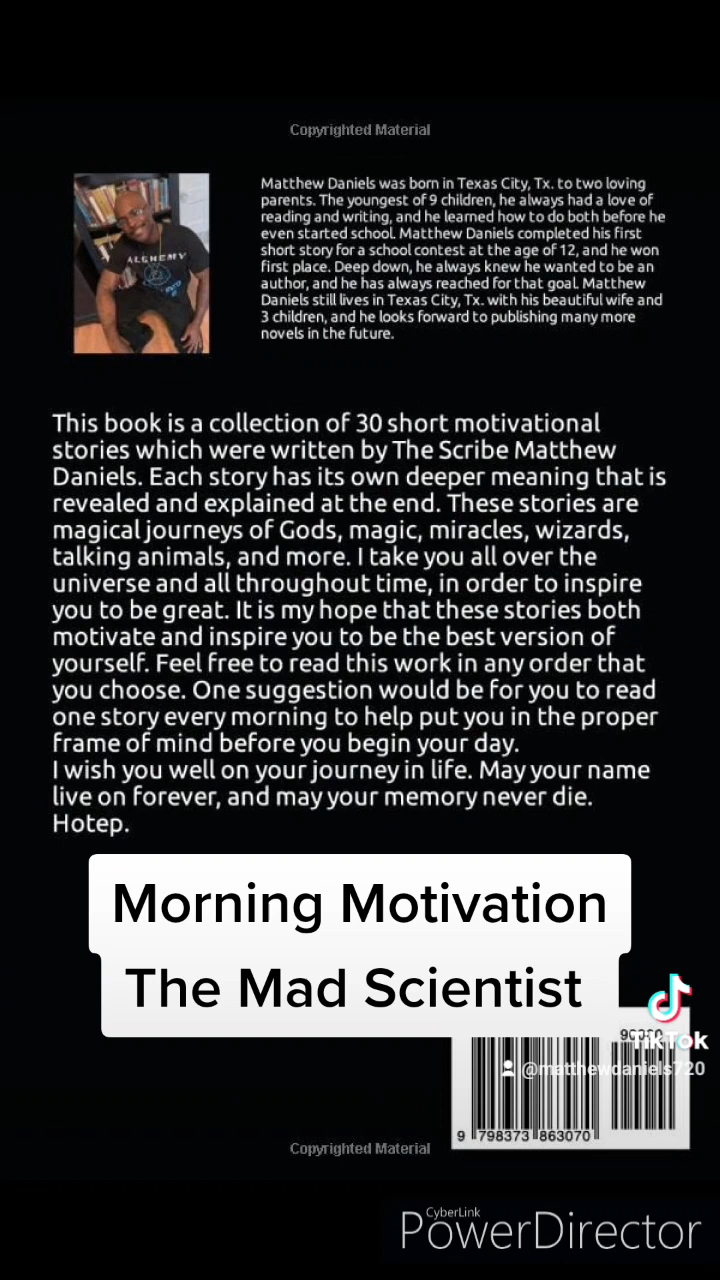 Copyrighted Material
ALCHEMY
Matthew Daniels was born in Texas City, Tx. to two loving
parents. The youngest of 9 children, he always had a love of
reading and writing, and he learned how to do both before he
even started school. Matthew Daniels completed his first
short story for a school contest at the age of 12, and he won
first place. Deep down, he always knew he wanted to be an
author, and he has always reached for that goal. Matthew
Daniels still lives in Texas City, Tx. with his beautiful wife and
3 children, and he looks forward to publishing many more
novels in the future.
This book is a collection of 30 short motivational
stories which were written by The Scribe Matthew
Daniels. Each story has its own deeper meaning that is
revealed and explained at the end. These stories are
magical journeys of Gods, magic, miracles, wizards,
talking animals, and more. I take you all over the
universe and all throughout time, in order to inspire
you to be great. It is my hope that these stories both
motivate and inspire you to be the best version of
yourself. Feel free to read this work in any order that
you choose. One suggestion would be for you to read
one story every morning to help put you in the proper
frame of mind before you begin your day.
I wish you well on your journey in life. May your name
live on forever, and may your memory never die.
Hotep.
Morning Motivation
The Mad Scientist
TikTok
@matthewdaniels720
9 798373 863070
Copyrighted Material
CyberLink
PowerDirector